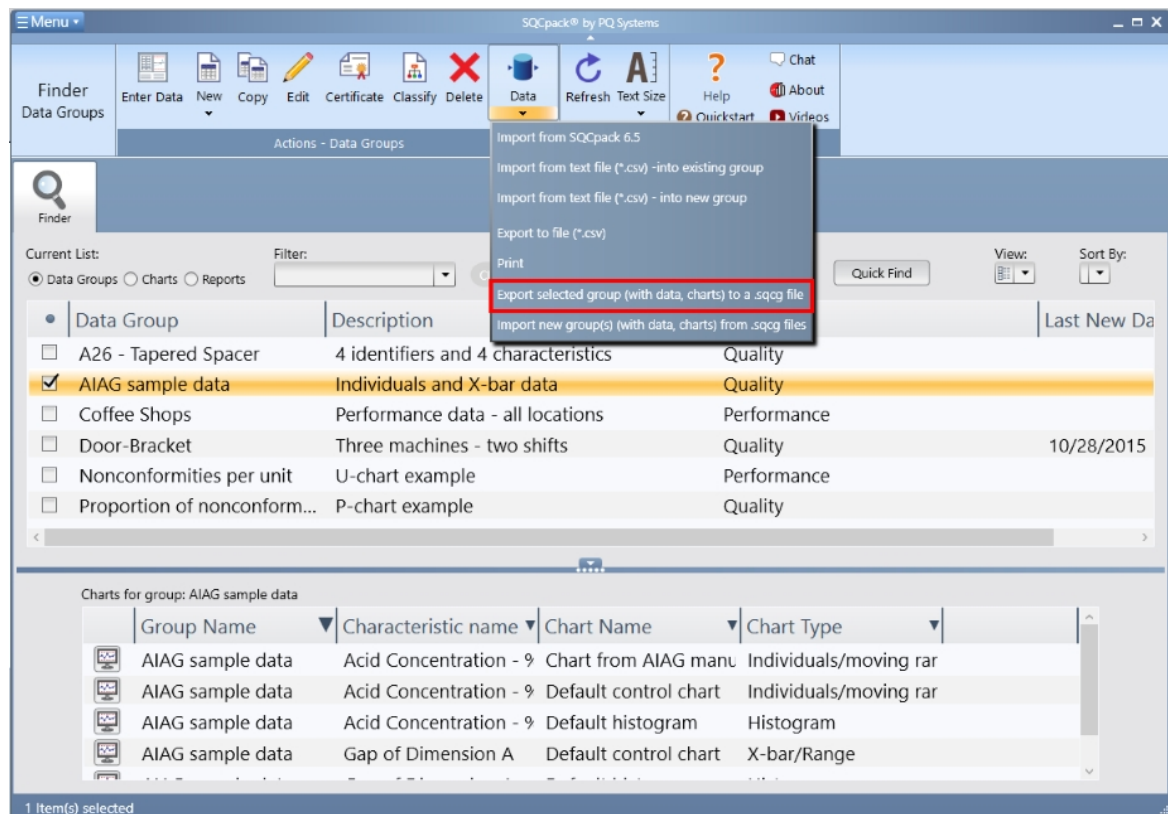 Menu
SQCpack® by PQ Systems
Finder
Data Groups
Enter Data New Copy Edit Certificate Classify Delete Data Refresh Text Size Help Chat
About
Quickstart Videos
Actions - Data Groups
Import from SQCpack 6.5
Import from text file (*.csv) -into existing group
Import from text file (*.csv) - into new group
Export to file (*.csv)
Print
Export selected group (with data, charts) to a .sqcg file
Import new group(s) (with data, charts) from .sqcg files
Finder
Current List: Filter: View: Sort By:
Data Groups Charts Reports Quick Find
Data Group Description Last New Da
A26 - Tapered Spacer 4 identifiers and 4 characteristics Quality
AIAG sample data Individuals and X-bar data Quality
Coffee Shops Performance data - all locations Performance
Door-Bracket Three machines - two shifts Quality 10/28/2015
Nonconformities per unit U-chart example Performance
Proportion of nonconform... P-chart example Quality
Charts for group: AIAG sample data
Group Name Characteristic name Chart Name Chart Type
AIAG sample data Acid Concentration - 9 Chart from AIAG manu Individuals/moving ran
AIAG sample data Acid Concentration - 9 Default control chart Individuals/moving ran
AIAG sample data Acid Concentration - 9 Default histogram Histogram
AIAG sample data Gap of Dimension A Default control chart X-bar/Range
1 Item(s) selected